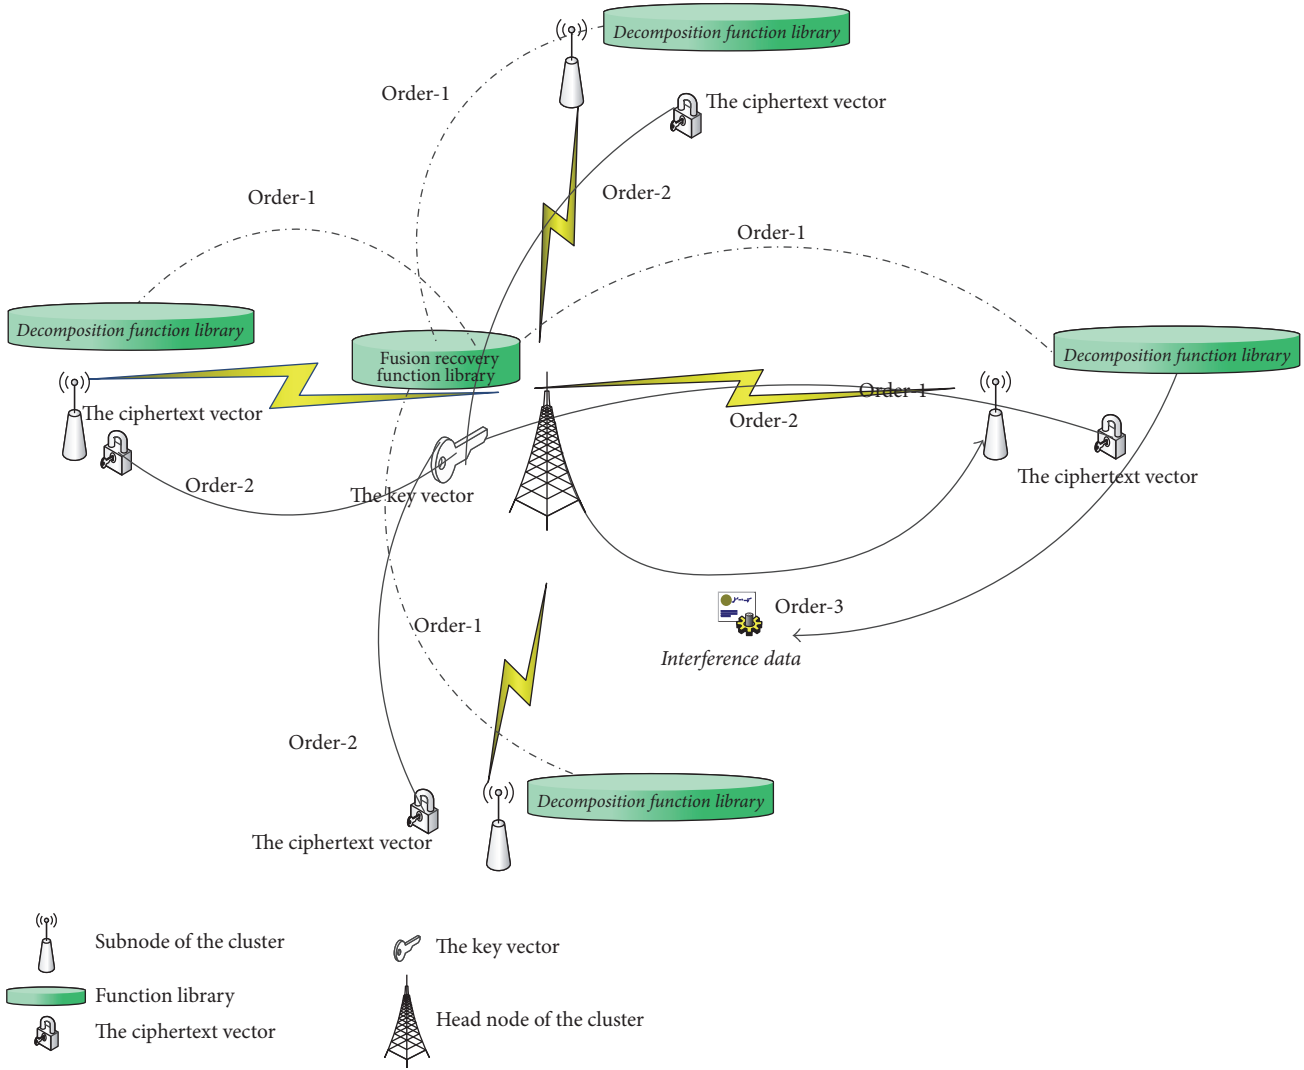 Decomposition function library
Order-1
The ciphertext vector
Order-2
Order-1
Order-1
Decomposition function library
Fusion recovery
function library
Decomposition function library
The ciphertext vector
Order-1
Order-2
Order-2
The key vector
The ciphertext vector
Order-3
Interference data
Order-1
Order-2
Decomposition function library
The ciphertext vector
Subnode of the cluster
The key vector
Function library
The ciphertext vector
Head node of the cluster